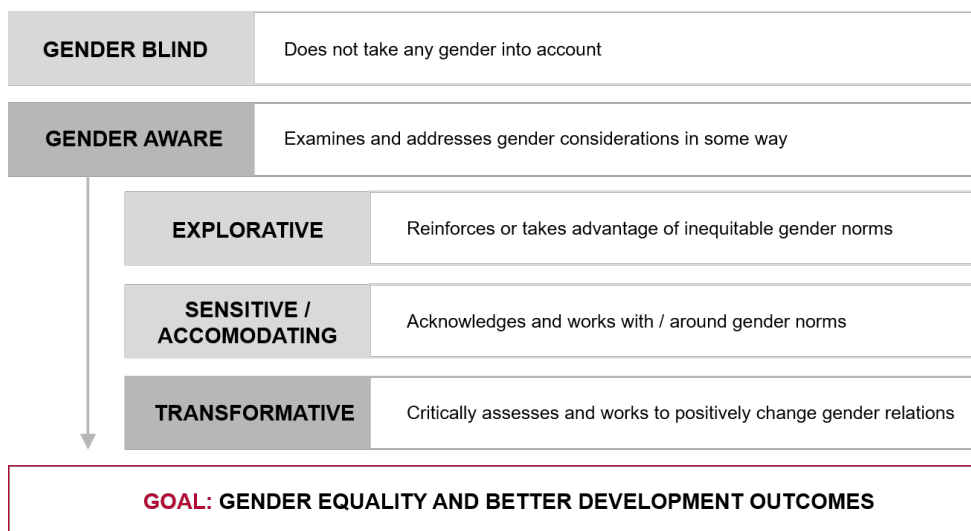 GENDER BLIND
Does not take any gender into account
GENDER AWARE
Examines and addresses gender considerations in some way
EXPLORATIVE
Reinforces or takes advantage of inequitable gender norms
SENSITIVE /
ACCOMODATING
Acknowledges and works with / around gender norms
TRANSFORMATIVE
Critically assesses and works to positively change gender relations
GOAL: GENDER EQUALITY AND BETTER DEVELOPMENT OUTCOMES